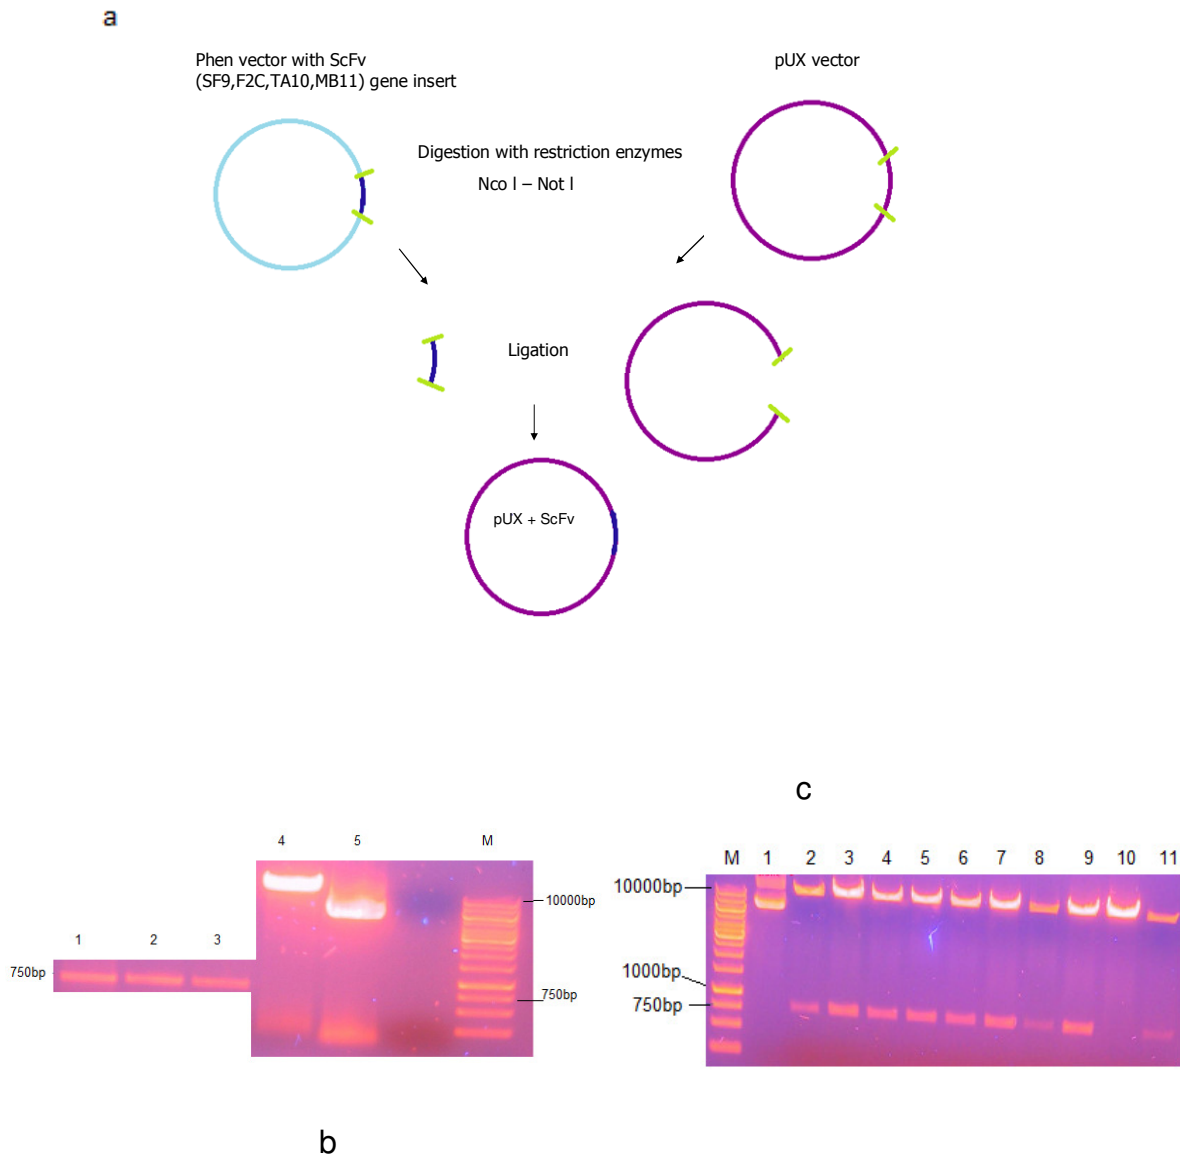 a
Phen vector with ScFv
(SF9,F2C,TA10,MB11) gene insert
pUX vector
Digestion with restriction enzymes
Nco I – Not I
Ligation
pUX + ScFv
c
4 5 M
10000bp
1 2 3
750bp
750bp
M 1 2 3 4 5 6 7 8 9 10 11
10000bp
1000bp
750bp
b